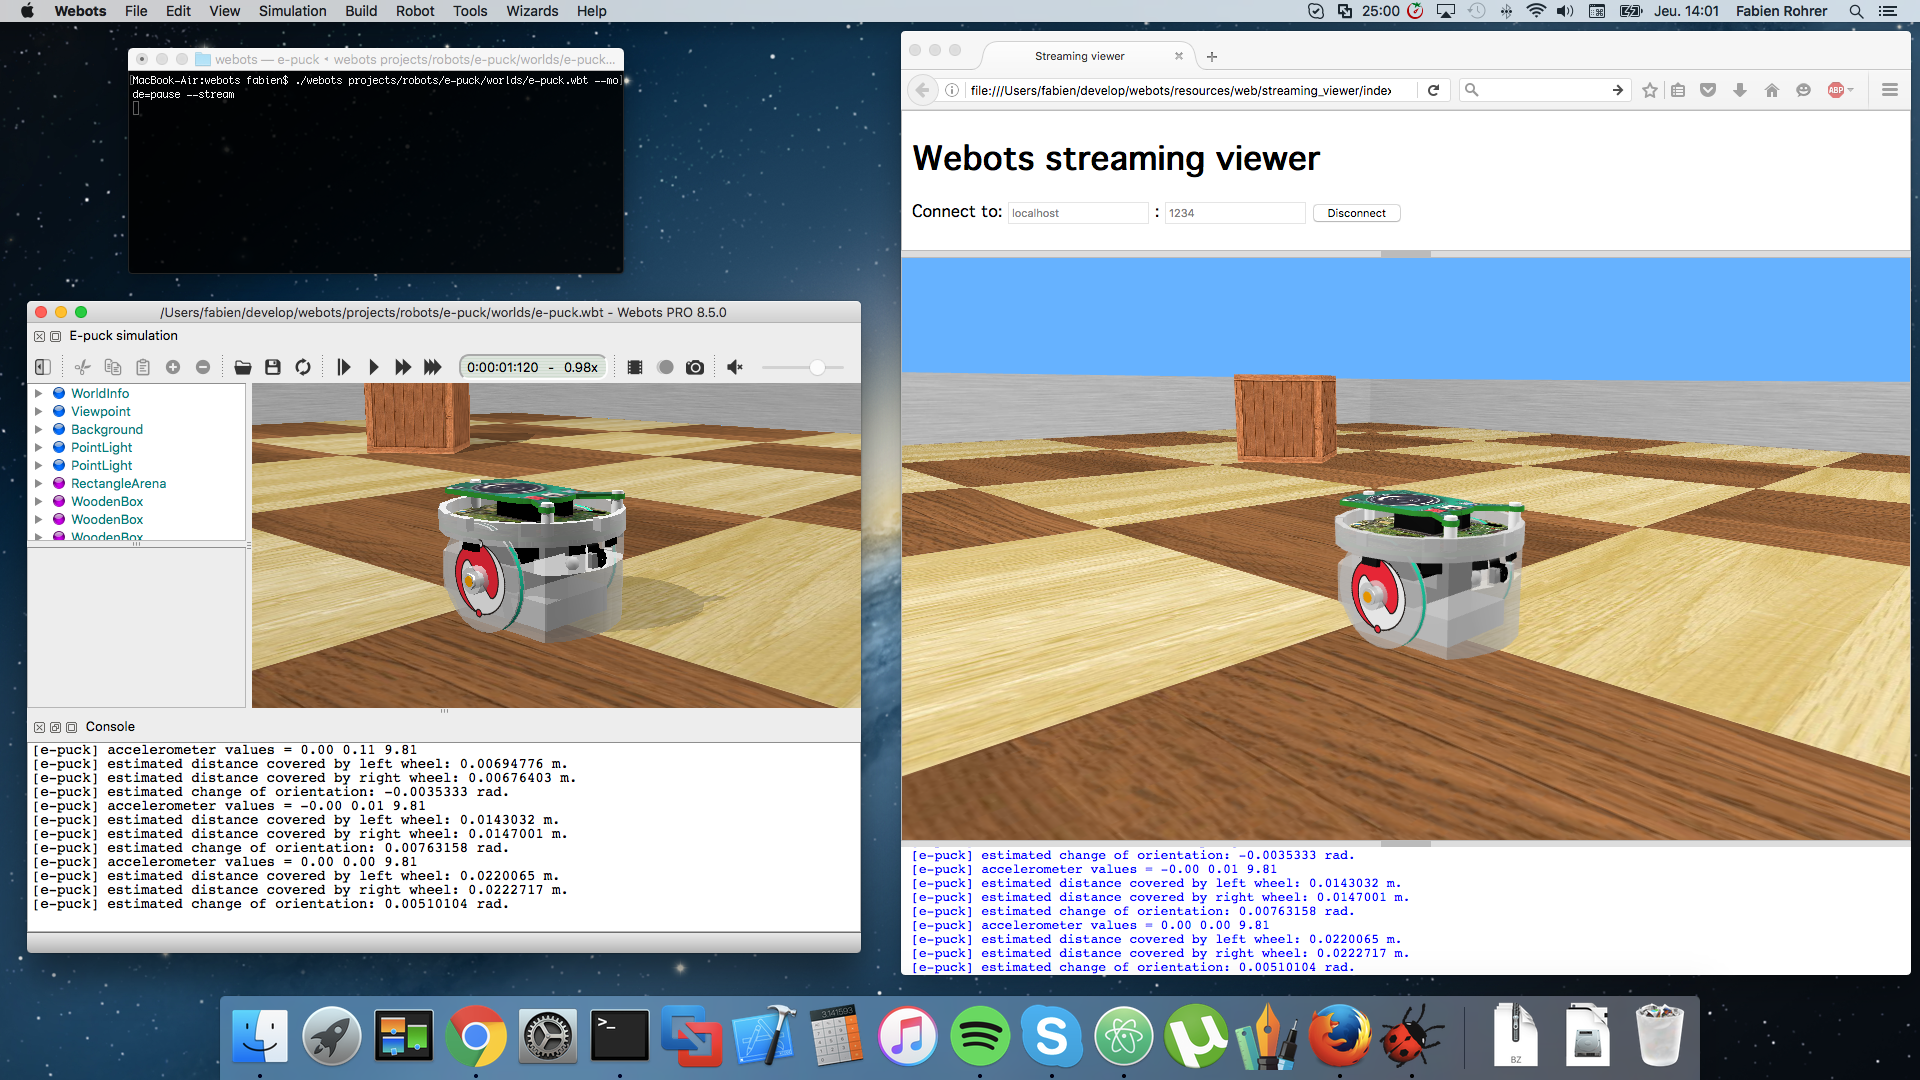 Webots File Edit View Simulation Build Robot Tools Wizards Help 25:00 Jeu. 14:01 Fabien Rohrer
webots — e-puck • webots projects/robots/e-puck/worlds/e-puck...
[MacBook-Air:webots fabien$ ./webots projects/robots/e-puck/worlds/e-puck.wbt --mo]
de=pause --stream
/Users/fabien/develop/webots/projects/robots/e-puck/worlds/e-puck.wbt - Webots PRO 8.5.0
E-puck simulation
0:00:01:120 - 0.98x
WorldInfo
Viewpoint
Background
PointLight
PointLight
RectangleArena
WoodenBox
WoodenBox
WoodenBox
Console
[e-puck] accelerometer values = 0.00 0.11 9.81
[e-puck] estimated distance covered by left wheel: 0.00694776 m.
[e-puck] estimated distance covered by right wheel: 0.00676403 m.
[e-puck] estimated change of orientation: -0.0035333 rad.
[e-puck] accelerometer values = -0.00 0.01 9.81
[e-puck] estimated distance covered by left wheel: 0.0143032 m.
[e-puck] estimated distance covered by right wheel: 0.0147001 m.
[e-puck] estimated change of orientation: 0.00763158 rad.
[e-puck] accelerometer values = 0.00 0.00 9.81
[e-puck] estimated distance covered by left wheel: 0.0220065 m.
[e-puck] estimated distance covered by right wheel: 0.0222717 m.
[e-puck] estimated change of orientation: 0.00510104 rad.
Streaming viewer
file:///Users/fabien/develop/webots/resources/web/streaming_viewer/index
ABP
Webots streaming viewer
Connect to: localhost : 1234 Disconnect
[e-puck] estimated change of orientation: -0.0035333 rad.
[e-puck] accelerometer values = -0.00 0.01 9.81
[e-puck] estimated distance covered by left wheel: 0.0143032 m.
[e-puck] estimated distance covered by right wheel: 0.0147001 m.
[e-puck] estimated change of orientation: 0.00763158 rad.
[e-puck] accelerometer values = 0.00 0.00 9.81
[e-puck] estimated distance covered by left wheel: 0.0220065 m.
[e-puck] estimated distance covered by right wheel: 0.0222717 m.
[e-puck] estimated change of orientation: 0.00510104 rad.
>_
3.141593
BZ